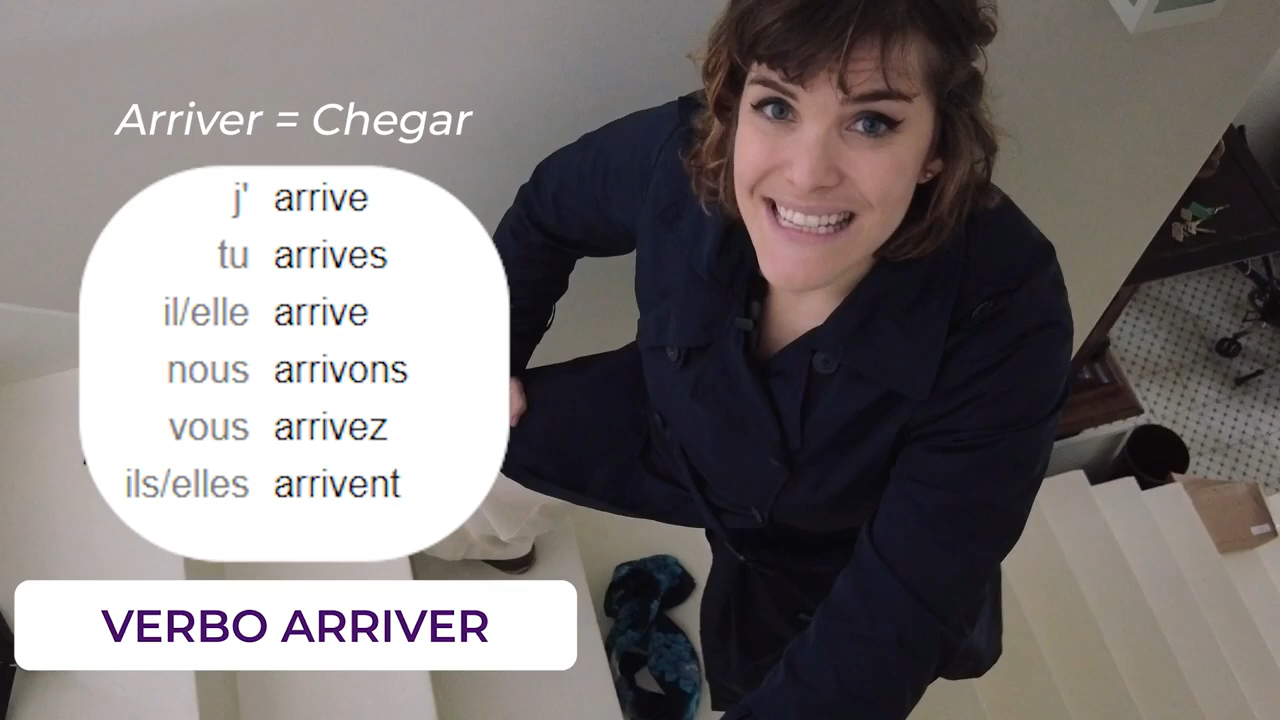 Arriver = Chegar
j' arrive
tu arrives
il/elle arrive
nous arrivons
vous arrivez
ils/elles arrivent
VERBO ARRIVER